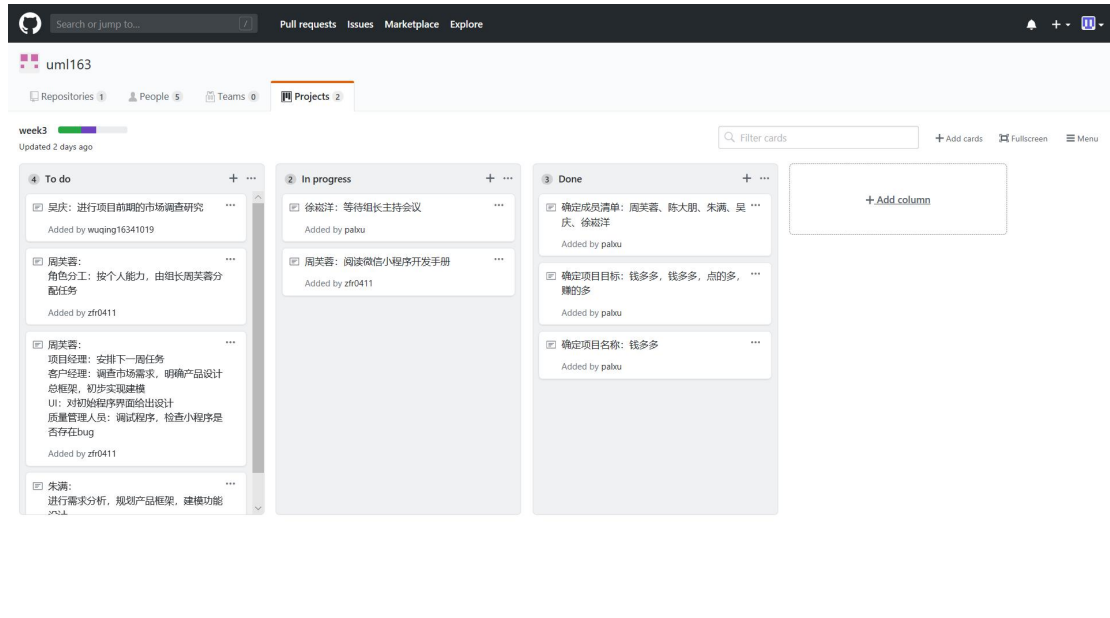 Search or jump to...
/
Pull requests Issues Marketplace Explore
uml163
Repositories 1 People 5 Teams 0 Projects 2
week3
Updated 2 days ago
Filter cards
Add cards Fullscreen Menu
4 To do
吴庆：进行项目前期的市场调查研究
Added by wuqing16341019
周芙蓉：
角色分工：按个人能力，由组长周芙蓉分
配任务
Added by zfr0411
周芙蓉：
项目经理：安排下一周任务
客户经理：调查市场需求，明确产品设计
总框架，初步实现建模
UI：对初始程序界面给出设计
质量管理人员：调试程序，检查小程序是
否存在bug
Added by zfr0411
朱满：
进行需求分析，规划产品框架，建模功能
2 In progress
徐崧洋：等待组长主持会议
Added by palxu
周芙蓉：阅读微信小程序开发手册
Added by zfr0411
3 Done
确定成员清单：周芙蓉、陈大朋、朱满、吴
庆、徐崧洋
Added by palxu
确定项目目标：钱多多，钱多多，点的多，
赚的多
Added by palxu
确定项目名称：钱多多
Added by palxu
Add column